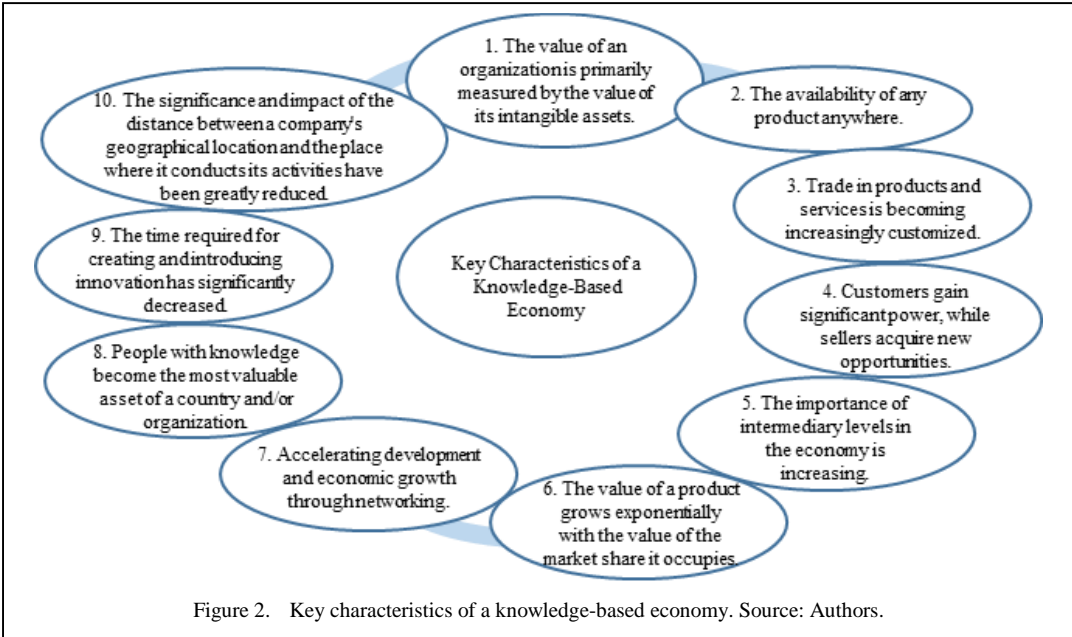 1. The value of an
organization is primarily
measured by the value of
its intangible assets.
2. The availability of any
product anywhere.
3. Trade in products and
services is becoming
increasingly customized.
4. Customers gain
significant power, while
sellers acquire new
opportunities.
5. The importance of
intermediary levels in
the economy is
increasing.
6. The value of a product
grows exponentially
with the value of the
market share it occupies.
7. Accelerating development
and economic growth
through networking.
8. People with knowledge
become the most valuable
asset of a country and/or
organization.
9. The time required for
creating and introducing
innovation has significantly
decreased.
10. The significance and impact of the
distance between a company's
geographical location and the place
where it conducts its activities have
been greatly reduced.
Key Characteristics of a
Knowledge-Based
Economy
Figure 2. Key characteristics of a knowledge-based economy. Source: Authors.